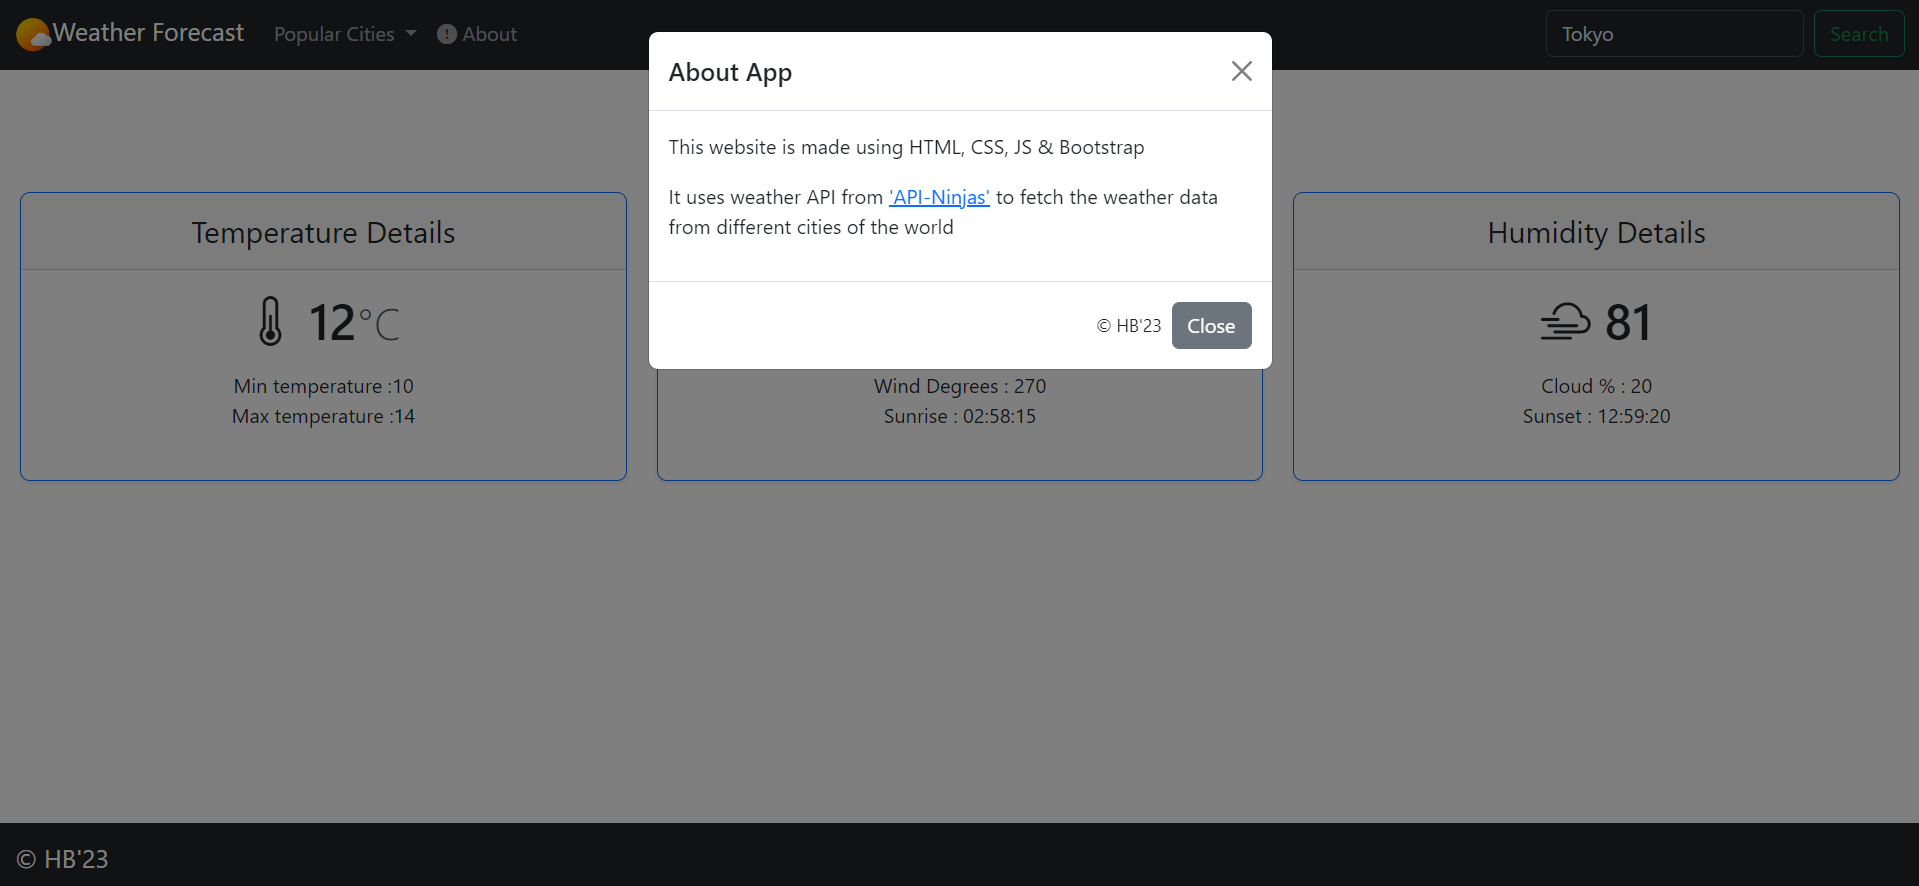 Weather Forecast Popular Cities About Tokyo Search
About App
This website is made using HTML, CSS, JS & Bootstrap
It uses weather API from 'API-Ninjas' to fetch the weather data
from different cities of the world
© HB'23 Close
Temperature Details
12°C
Min temperature :10
Max temperature :14
Wind Degrees : 270
Sunrise : 02:58:15
Humidity Details
81
Cloud % : 20
Sunset : 12:59:20
© HB'23